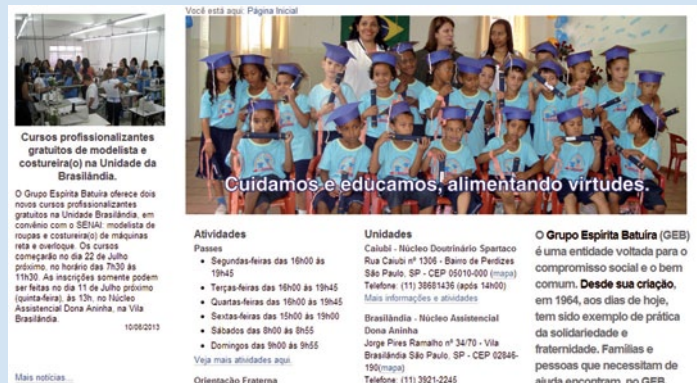 Você está aqui: Página Inicial
Cursos profissionalizantes
gratuitos de modelista e
costureira(o) na Unidade da
Brasilândia.
O Grupo Espírita Batuíra oferece dois
novos cursos profissionalizantes
gratuitos na Unidade Brasilândia, em
convênio com o SENAI: modelista de
roupas e costureira(o) de máquinas
reta e overloque. Os cursos
começarão no dia 22 de Julho
próximo, no horário das 7h30 às
11h30. As inscrições somente podem
ser feitas no dia 11 de Julho próximo
(quinta-feira), às 13h, no Núcleo
Assistencial Dona Aninha, na Vila
Brasilândia.
10/06/2013
Mais notícias...
Cuidamos e educamos, alimentando virtudes.
Atividades
Passes
Segundas-feiras das 16h00 às
19h45
Terças-feiras das 16h00 às 19h45
Quartas-feiras das 16h00 às 19h45
Sextas-feiras das 15h00 às 19h00
Sábados das 8h00 às 8h55
Domingos das 9h00 às 9h55
Veja mais atividades aqui.
Orientação Fraterna
Unidades
Caiubi - Núcleo Doutrinário Spartaco
Rua Caiubi nº 1306 - Bairro de Perdizes
São Paulo, SP - CEP 05010-000 (mapa)
Telefone: (11) 38681436 (após 14h00)
Mais informações e atividades
Brasilândia - Núcleo Assistencial
Dona Aninha
Jorge Pires Ramalho nº 34/70 - Vila
Brasilândia São Paulo, SP - CEP 02846-
190(mapa)
Telefone: (11) 3921-2245
O Grupo Espírita Batuíra (GEB)
é uma entidade voltada para o
compromisso social e o bem
comum. Desde sua criação,
em 1964, aos dias de hoje,
tem sido exemplo de prática
da solidariedade e
fraternidade. Famílias e
pessoas que necessitam de
ajuda encontram, no GEB,